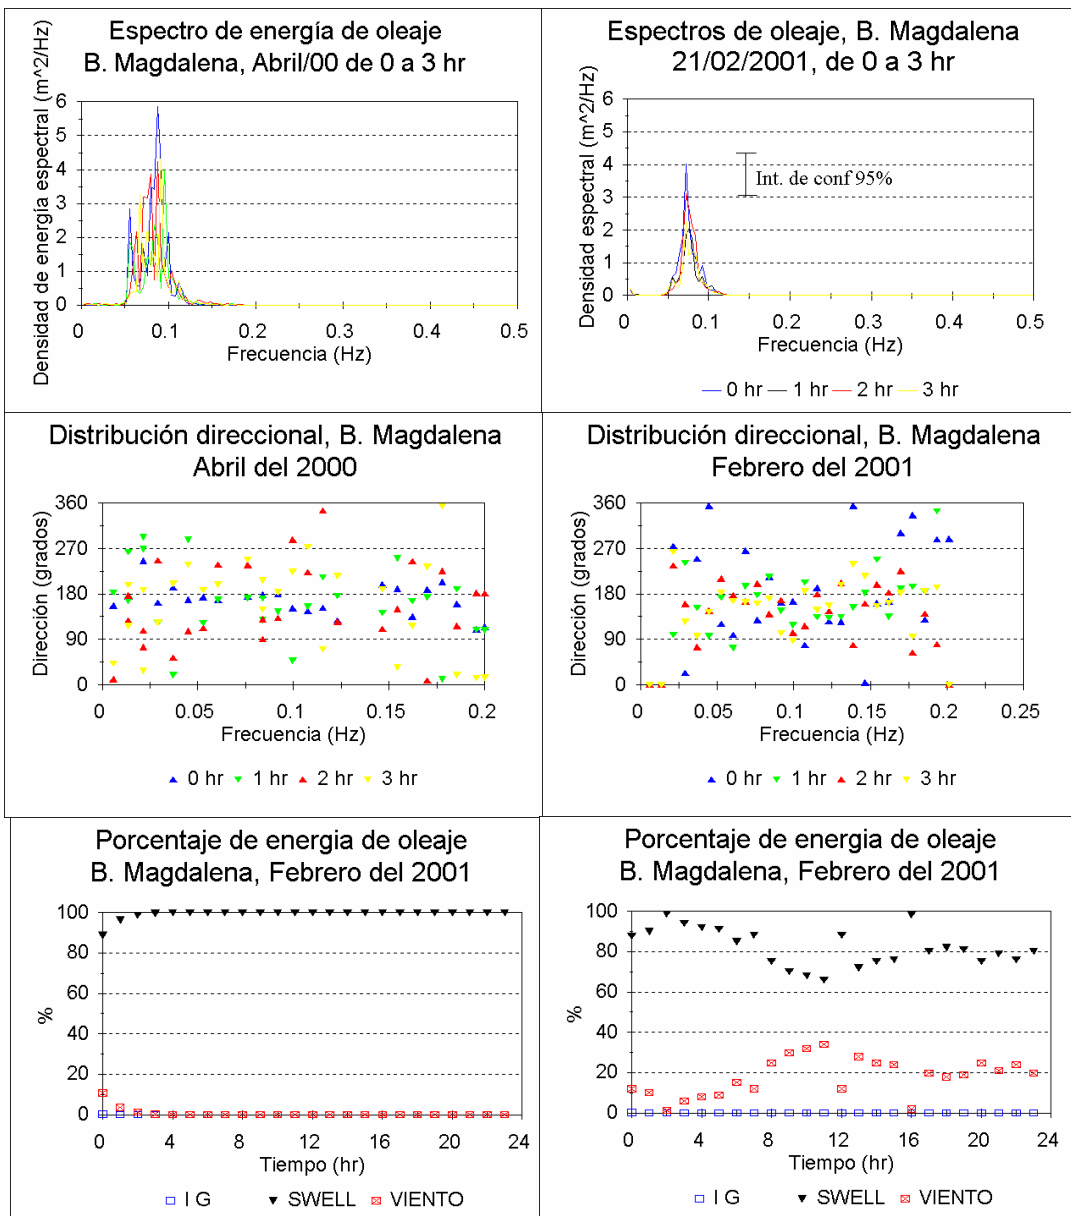 Espectro de energía de oleaje
B. Magdalena, Abril/00 de 0 a 3 hr
Densidad de energía espectral (m^2/Hz)
6
5
4
3
2
1
0
0 0.1 0.2 0.3 0.4 0.5
Frecuencia (Hz)
Espectros de oleaje, B. Magdalena
21/02/2001, de 0 a 3 hr
Densidad espectral (m^2/Hz)
6
5
4
3
2
1
0
Int. de conf 95%
0 0.1 0.2 0.3 0.4 0.5
Frecuencia (Hz)
0 hr 1 hr 2 hr 3 hr
Distribución direccional, B. Magdalena
Abril del 2000
Dirección (grados)
360
270
180
90
0
0 0.05 0.1 0.15 0.2
Frecuencia (Hz)
0 hr 1 hr 2 hr 3 hr
Distribución direccional, B. Magdalena
Febrero del 2001
Dirección (grados)
360
270
180
90
0
0 0.05 0.1 0.15 0.2 0.25
Frecuencia (Hz)
0 hr 1 hr 2 hr 3 hr
Porcentaje de energia de oleaje
B. Magdalena, Febrero del 2001
%
100
80
60
40
20
0
0 4 8 12 16 20 24
Tiempo (hr)
I G SWELL VIENTO
Porcentaje de energia de oleaje
B. Magdalena, Febrero del 2001
%
100
80
60
40
20
0
0 4 8 12 16 20 24
Tiempo (hr)
I G SWELL VIENTO